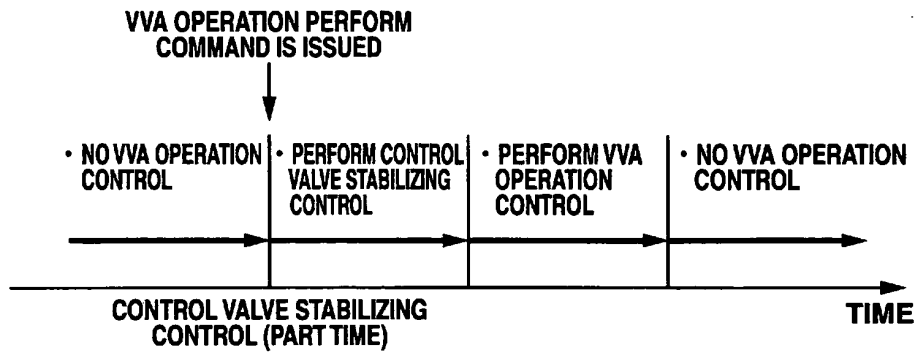 VVA OPERATION PERFORM
COMMAND IS ISSUED
· NO VVA OPERATION
CONTROL
· PERFORM CONTROL
VALVE STABILIZING
CONTROL
· PERFORM VVA
OPERATION
CONTROL
· NO VVA OPERATION
CONTROL
CONTROL VALVE STABILIZING
CONTROL (PART TIME)
TIME